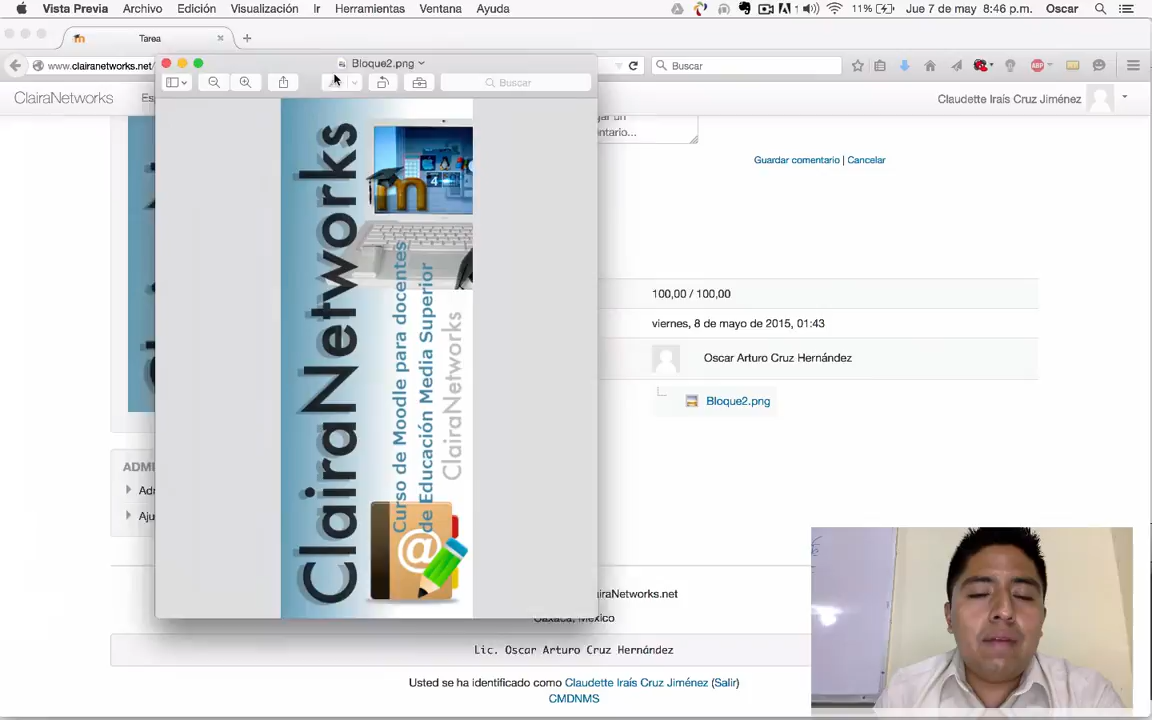 Vista Previa Archivo Edición Visualización Ir Herramientas Ventana Ayuda 1 11% Jue 7 de may 8:46 p.m. Oscar
Tarea
Bloque2.png
www.clairanetworks.net/
Buscar
Buscar
ClairaNetworks
Claudette Iraís Cruz Jiménez
Guardar comentario | Cancelar
ClairaNetworks
Curso de Moodle para docentes
de Educación Media Superior
ClairaNetworks
100,00 / 100,00
viernes, 8 de mayo de 2015, 01:43
Oscar Arturo Cruz Hernández
Bloque2.png
Oaxaca, México
Lic. Oscar Arturo Cruz Hernández
Usted se ha identificado como Claudette Iraís Cruz Jiménez (Salir)
CMDNMS